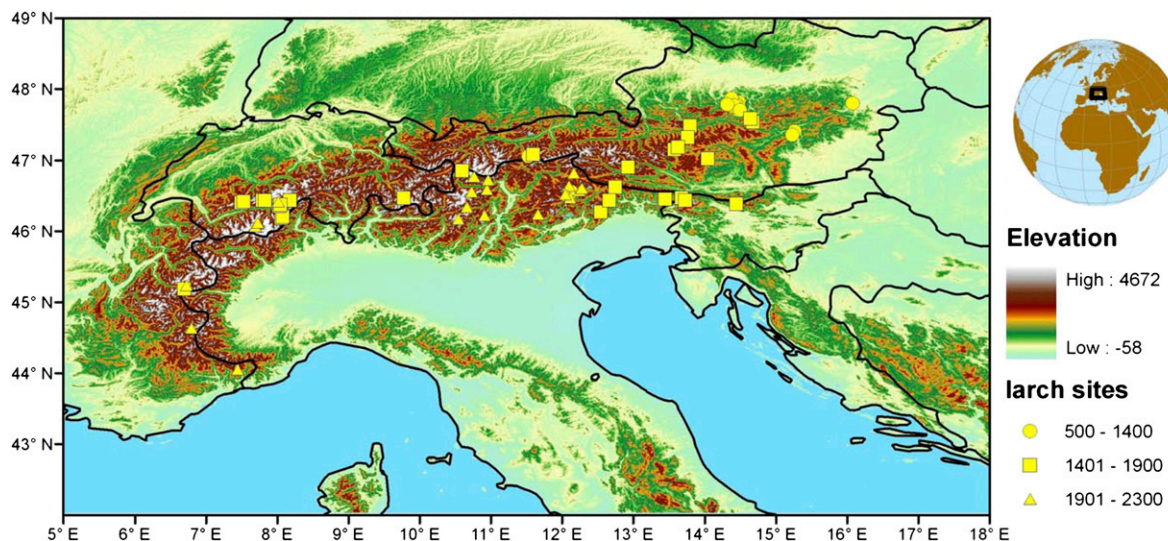 49° N
48° N
47° N
46° N
45° N
44° N
43° N
5° E 6° E 7° E 8° E 9° E 10° E 11° E 12° E 13° E 14° E 15° E 16° E 17° E 18° E
Elevation
High : 4672
Low : -58
larch sites
500 - 1400
1401 - 1900
1901 - 2300